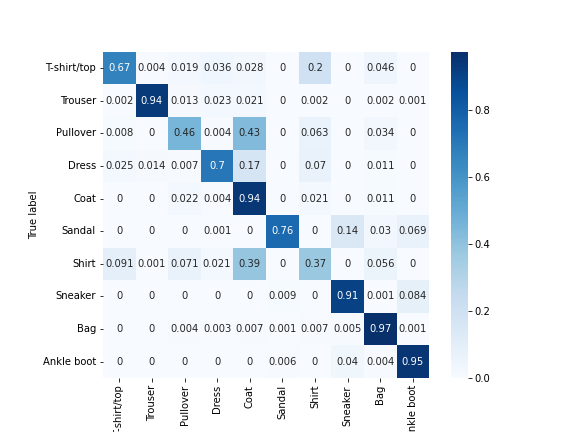 T-shirt/top 0.67 0.004 0.019 0.036 0.028 0 0.2 0 0.046 0
Trouser 0.002 0.94 0.013 0.023 0.021 0 0.002 0 0.002 0.001
Pullover 0.008 0 0.46 0.004 0.43 0 0.063 0 0.034 0
Dress 0.025 0.014 0.007 0.7 0.17 0 0.07 0 0.011 0
Coat 0 0 0.022 0.004 0.94 0 0.021 0 0.011 0
Sandal 0 0 0 0.001 0 0.76 0 0.14 0.03 0.069
Shirt 0.091 0.001 0.071 0.021 0.39 0 0.37 0 0.056 0
Sneaker 0 0 0 0 0 0.009 0 0.91 0.001 0.084
Bag 0 0 0.004 0.003 0.007 0.001 0.007 0.005 0.97 0.001
Ankle boot 0 0 0 0 0 0.006 0 0.04 0.004 0.95
True label
-shirt/top Trouser Pullover Dress Coat Sandal Shirt Sneaker Bag nkle boot
0.8
0.6
0.4
0.2
0.0